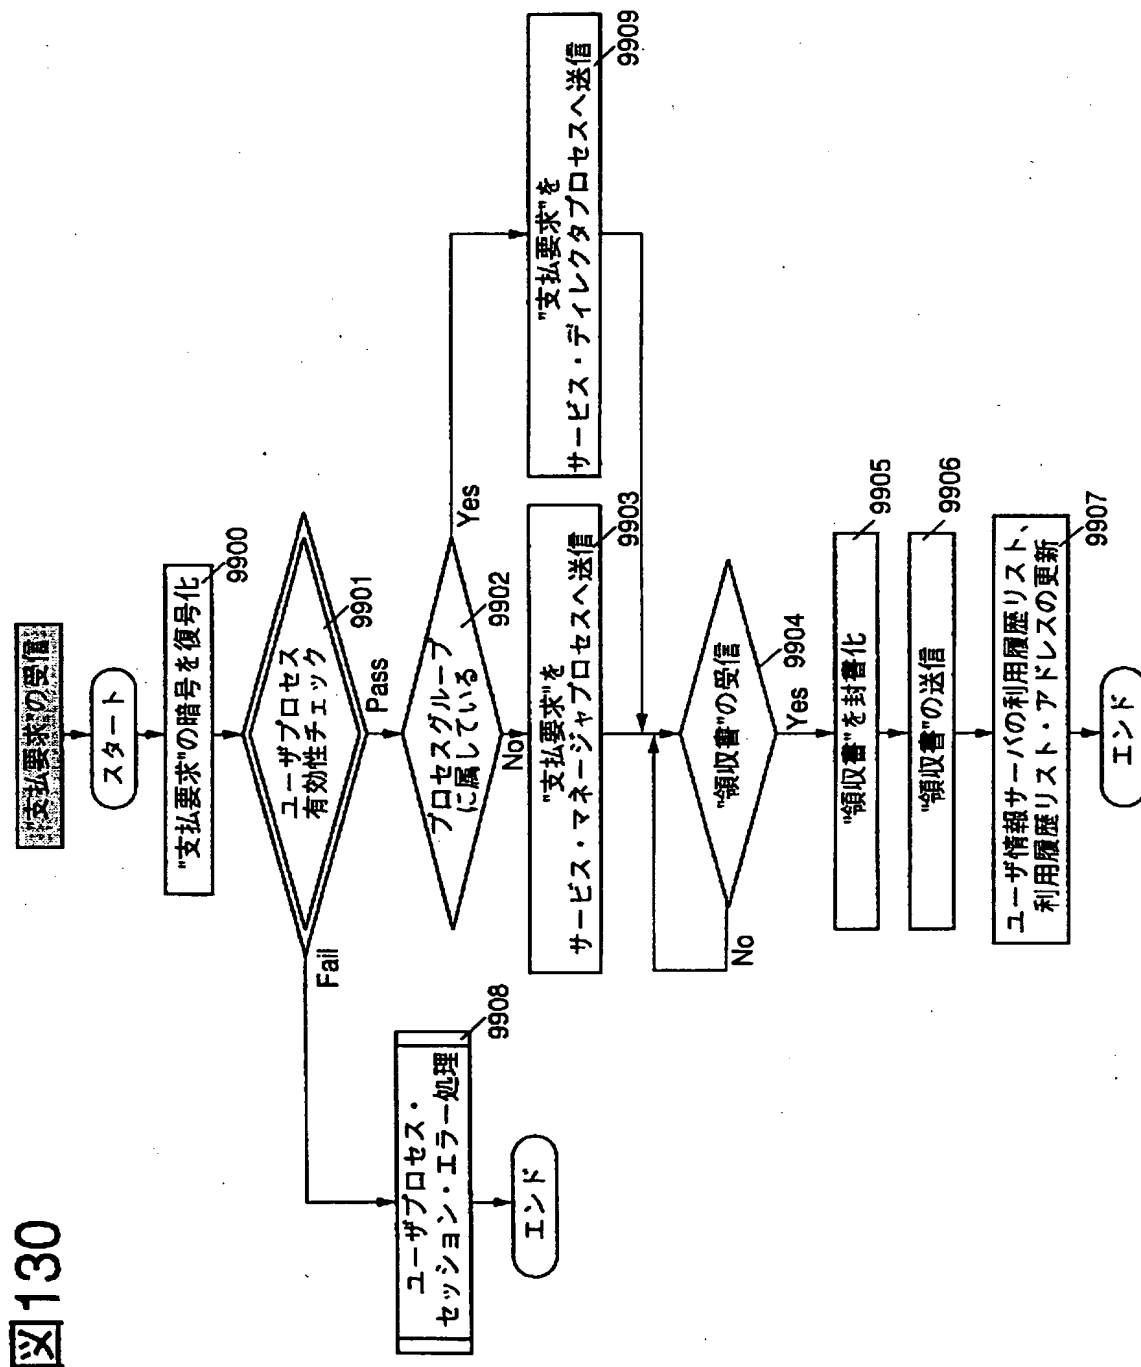 図130
"支払要求"の受信
スタート
"支払要求"の暗号を復号化
9900
ユーザプロセス
有効性チェック
9901
Fail
Pass
プロセスグループ
に属している
9902
Yes
No
"支払要求"を
サービス・マネージャプロセスへ送信
9903
"支払要求"を
サービス・ディレクタプロセスへ送信
9909
"領収書"の受信
9904
No
Yes
"領収書"を封書化
9905
"領収書"の送信
9906
ユーザ情報サーバの利用履歴リスト、
利用履歴リスト・アドレスの更新
9907
エンド
ユーザプロセス・
セッション・エラー処理
9908
エンド